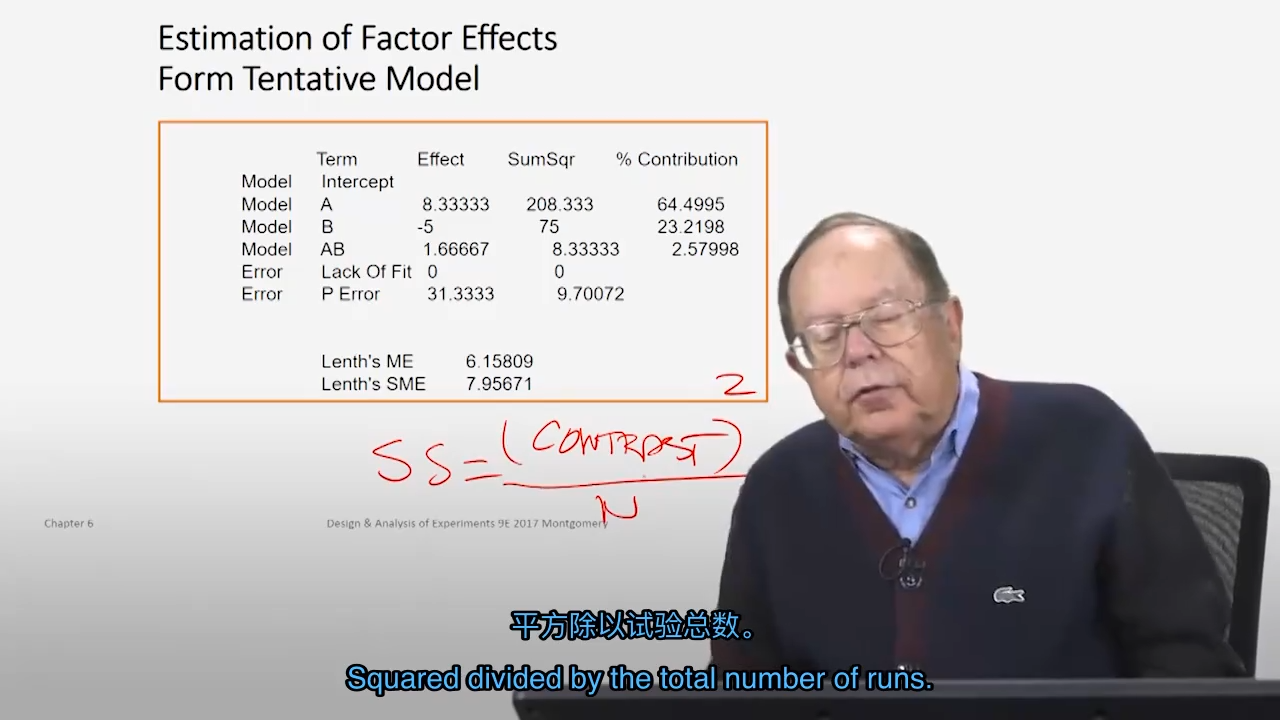 Estimation of Factor Effects
Form Tentative Model
Term Effect SumSqr % Contribution
Model Intercept
Model A 8.33333 208.333 64.4995
Model B -5 75 23.2198
Model AB 1.66667 8.33333 2.57998
Error Lack Of Fit 0 0
Error P Error 31.3333 9.70072
Lenth's ME 6.15809
Lenth's SME 7.95671
2
SS=(CONTRAST)
N
Chapter 6 Design & Analysis of Experiments 9E 2017 Montgomery
平方除以试验总数。
Squared divided by the total number of runs.